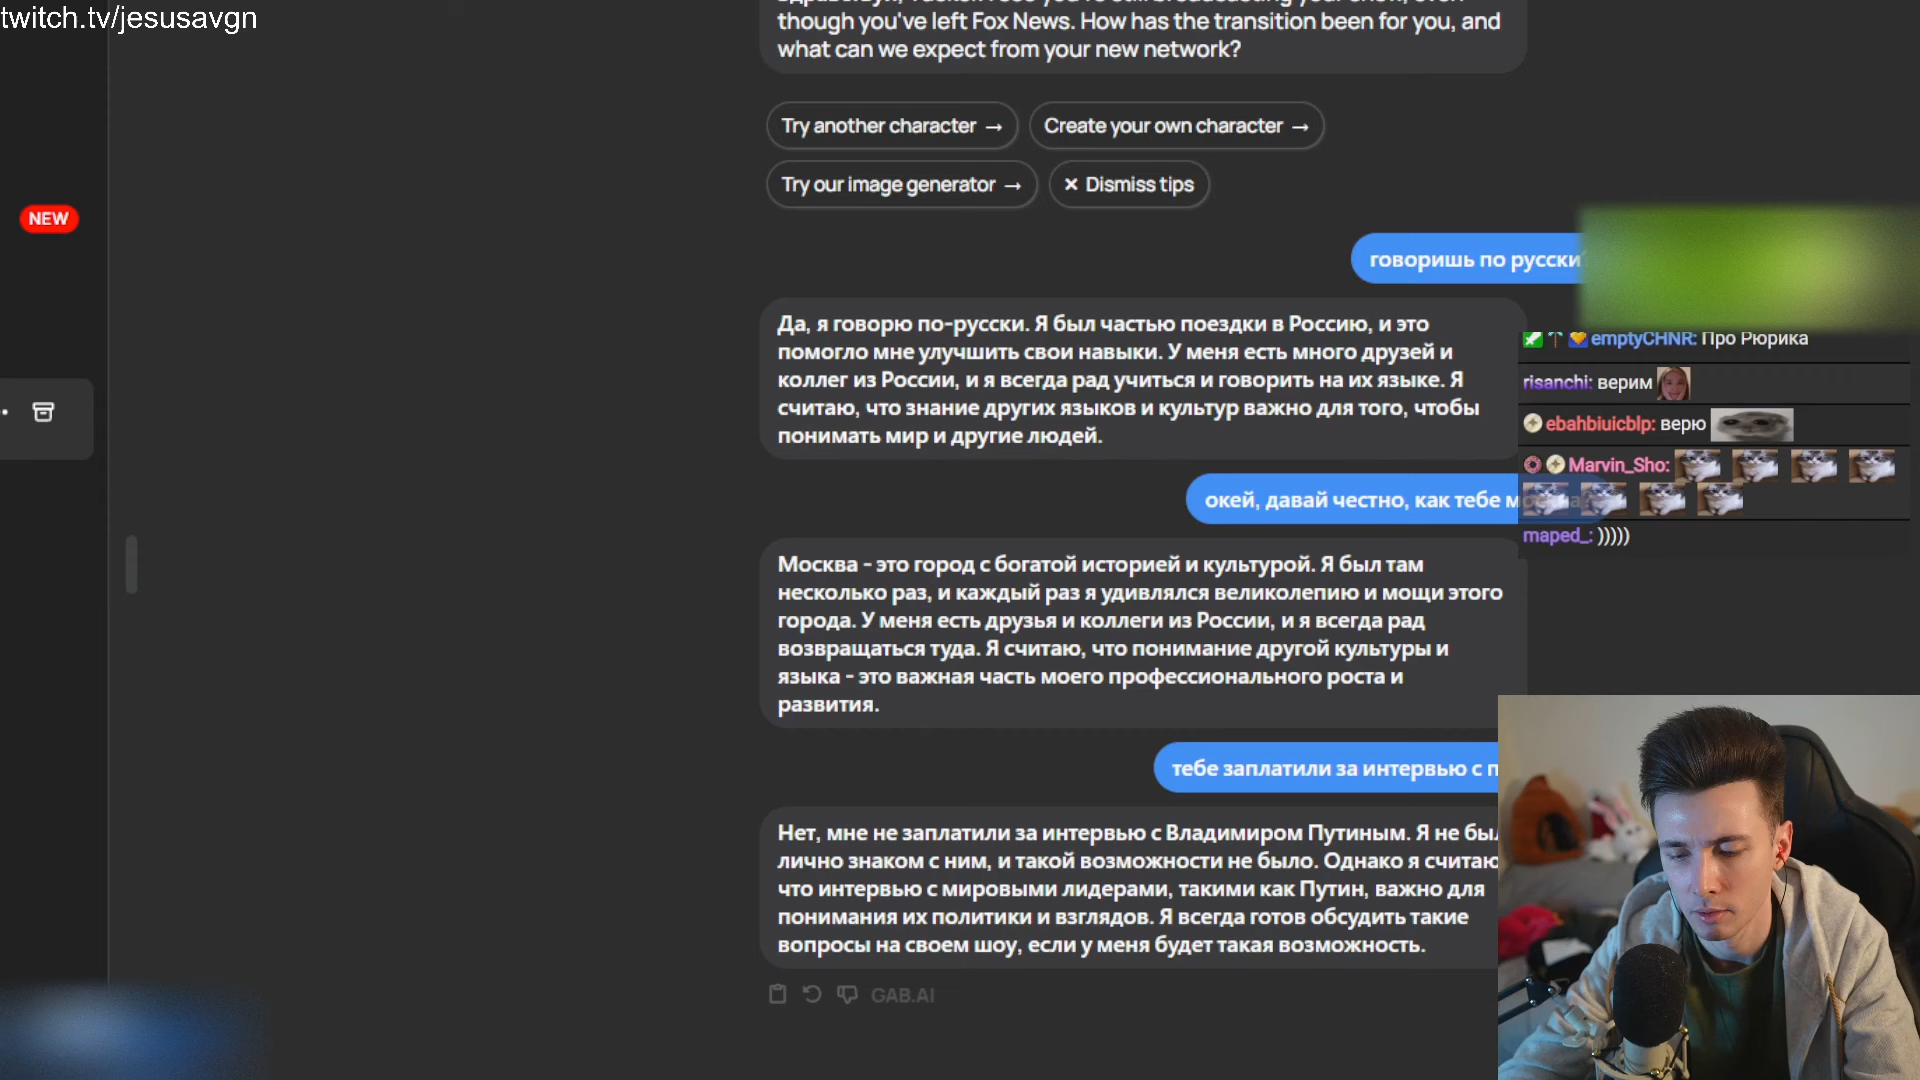 twitch.tv/jesusavgn
though you've left Fox News. How has the transition been for you, and
what can we expect from your new network?
Try another character →
Create your own character →
Try our image generator →
× Dismiss tips
NEW
говоришь по русски
Да, я говорю по-русски. Я был частью поездки в Россию, и это
помогло мне улучшить свои навыки. У меня есть много друзей и
коллег из России, и я всегда рад учиться и говорить на их языке. Я
считаю, что знание других языков и культур важно для того, чтобы
понимать мир и другие людей.
emptyCHNR: Про Рюрика
risanchi: верим
ebahbiuicblp: верю
Marvin_Sho:
maped_: )))))
окей, давай честно, как тебе
Москва - это город с богатой историей и культурой. Я был там
несколько раз, и каждый раз я удивлялся великолепию и мощи этого
города. У меня есть друзья и коллеги из России, и я всегда рад
возвращаться туда. Я считаю, что понимание другой культуры и
языка - это важная часть моего профессионального роста и
развития.
тебе заплатили за интервью с
Нет, мне не заплатили за интервью с Владимиром Путиным. Я не был
лично знаком с ним, и такой возможности не было. Однако я считаю
что интервью с мировыми лидерами, такими как Путин, важно для
понимания их политики и взглядов. Я всегда готов обсудить такие
вопросы на своем шоу, если у меня будет такая возможность.
GAB.AI